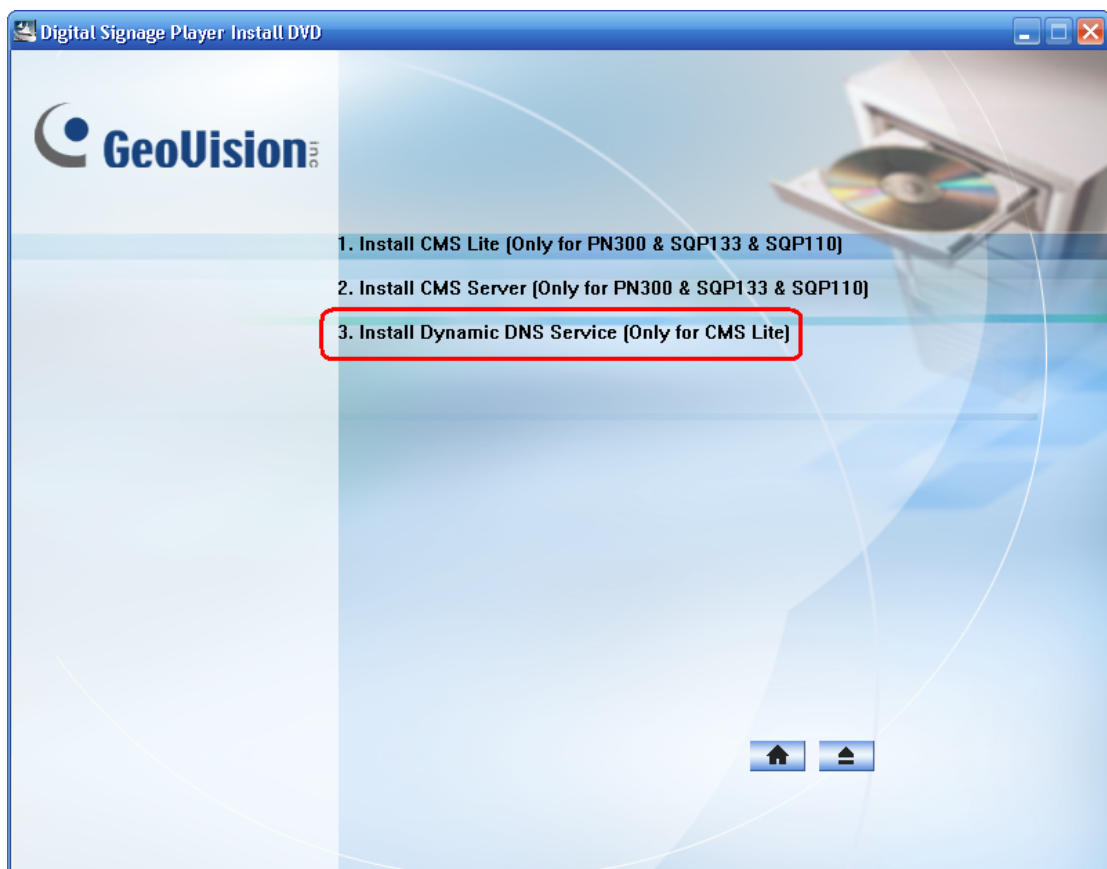 Digital Signage Player Install DVD
GeoVision inc
1. Install CMS Lite (Only for PN300 & SQP133 & SQP110)
2. Install CMS Server (Only for PN300 & SQP133 & SQP110)
3. Install Dynamic DNS Service (Only for CMS Lite)